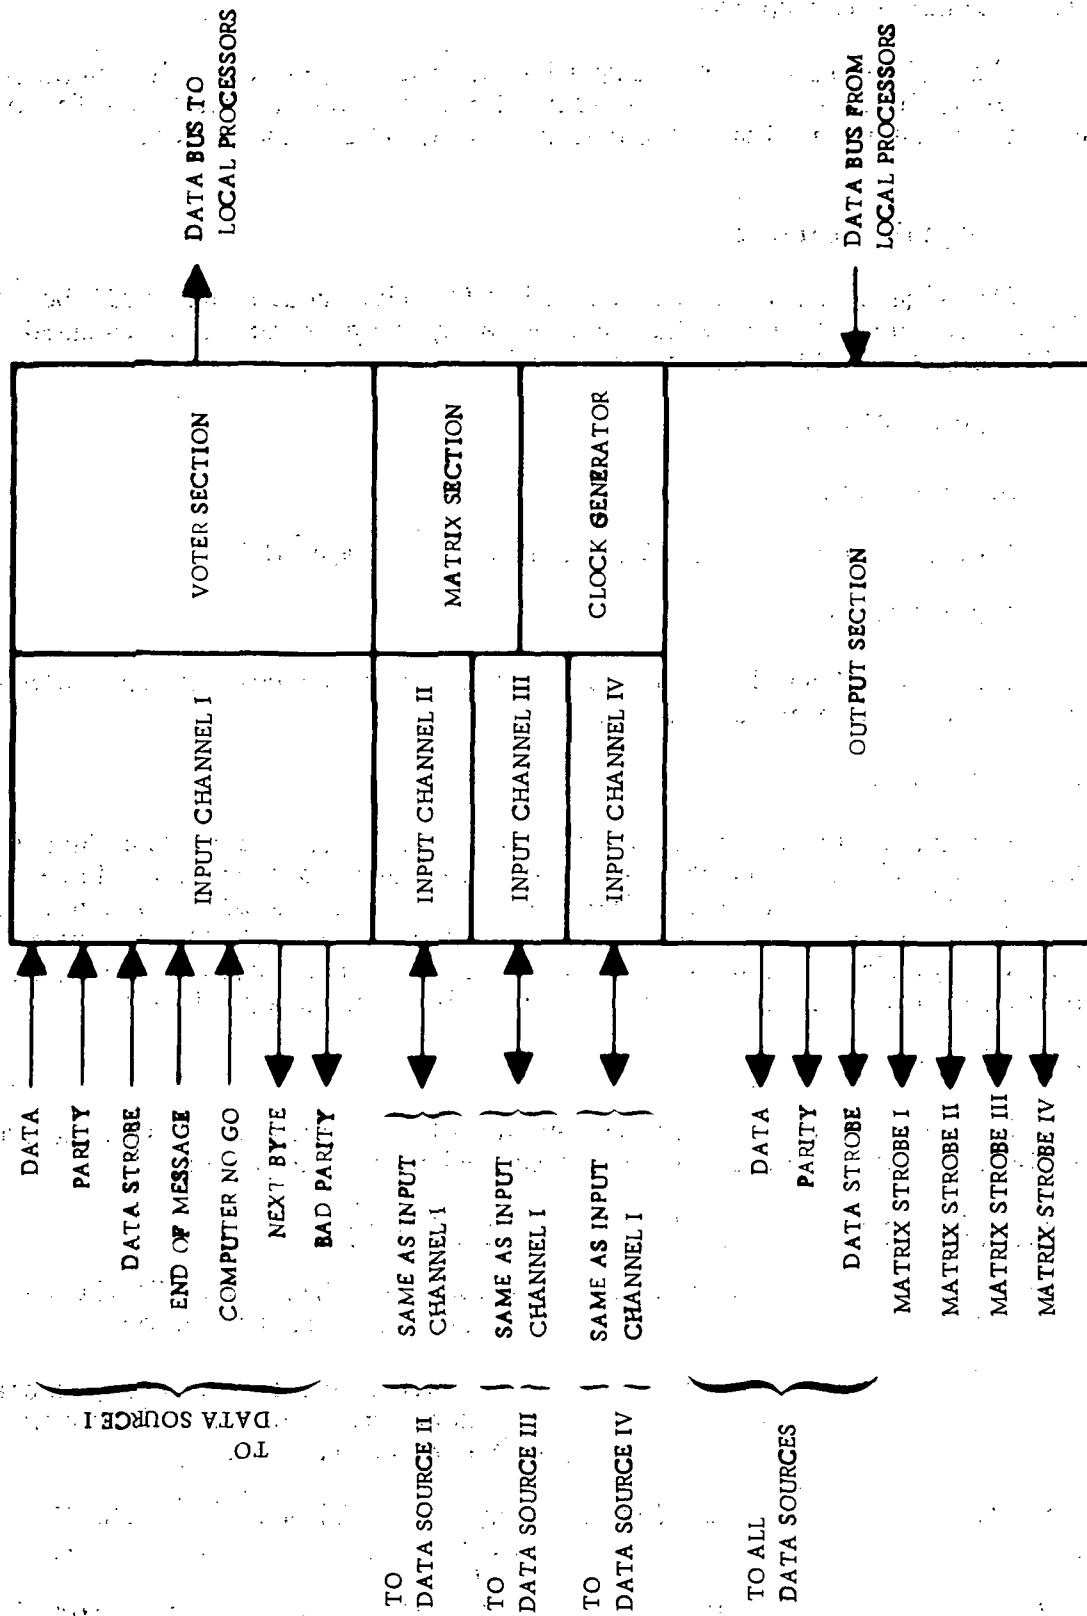 TO
DATA SOURCE I
DATA
PARITY
DATA STROBE
END OF MESSAGE
COMPUTER NO GO
NEXT BYTE
BAD PARITY
INPUT CHANNEL I
VOTER SECTION
DATA BUS TO
LOCAL PROCESSORS
TO
DATA SOURCE II
SAME AS INPUT
CHANNEL I
INPUT CHANNEL II
MATRIX SECTION
TO
DATA SOURCE III
SAME AS INPUT
CHANNEL I
INPUT CHANNEL III
CLOCK GENERATOR
TO
DATA SOURCE IV
SAME AS INPUT
CHANNEL I
INPUT CHANNEL IV
TO ALL
DATA SOURCES
DATA
PARITY
DATA STROBE
MATRIX STROBE I
MATRIX STROBE II
MATRIX STROBE III
MATRIX STROBE IV
OUTPUT SECTION
DATA BUS FROM
LOCAL PROCESSORS